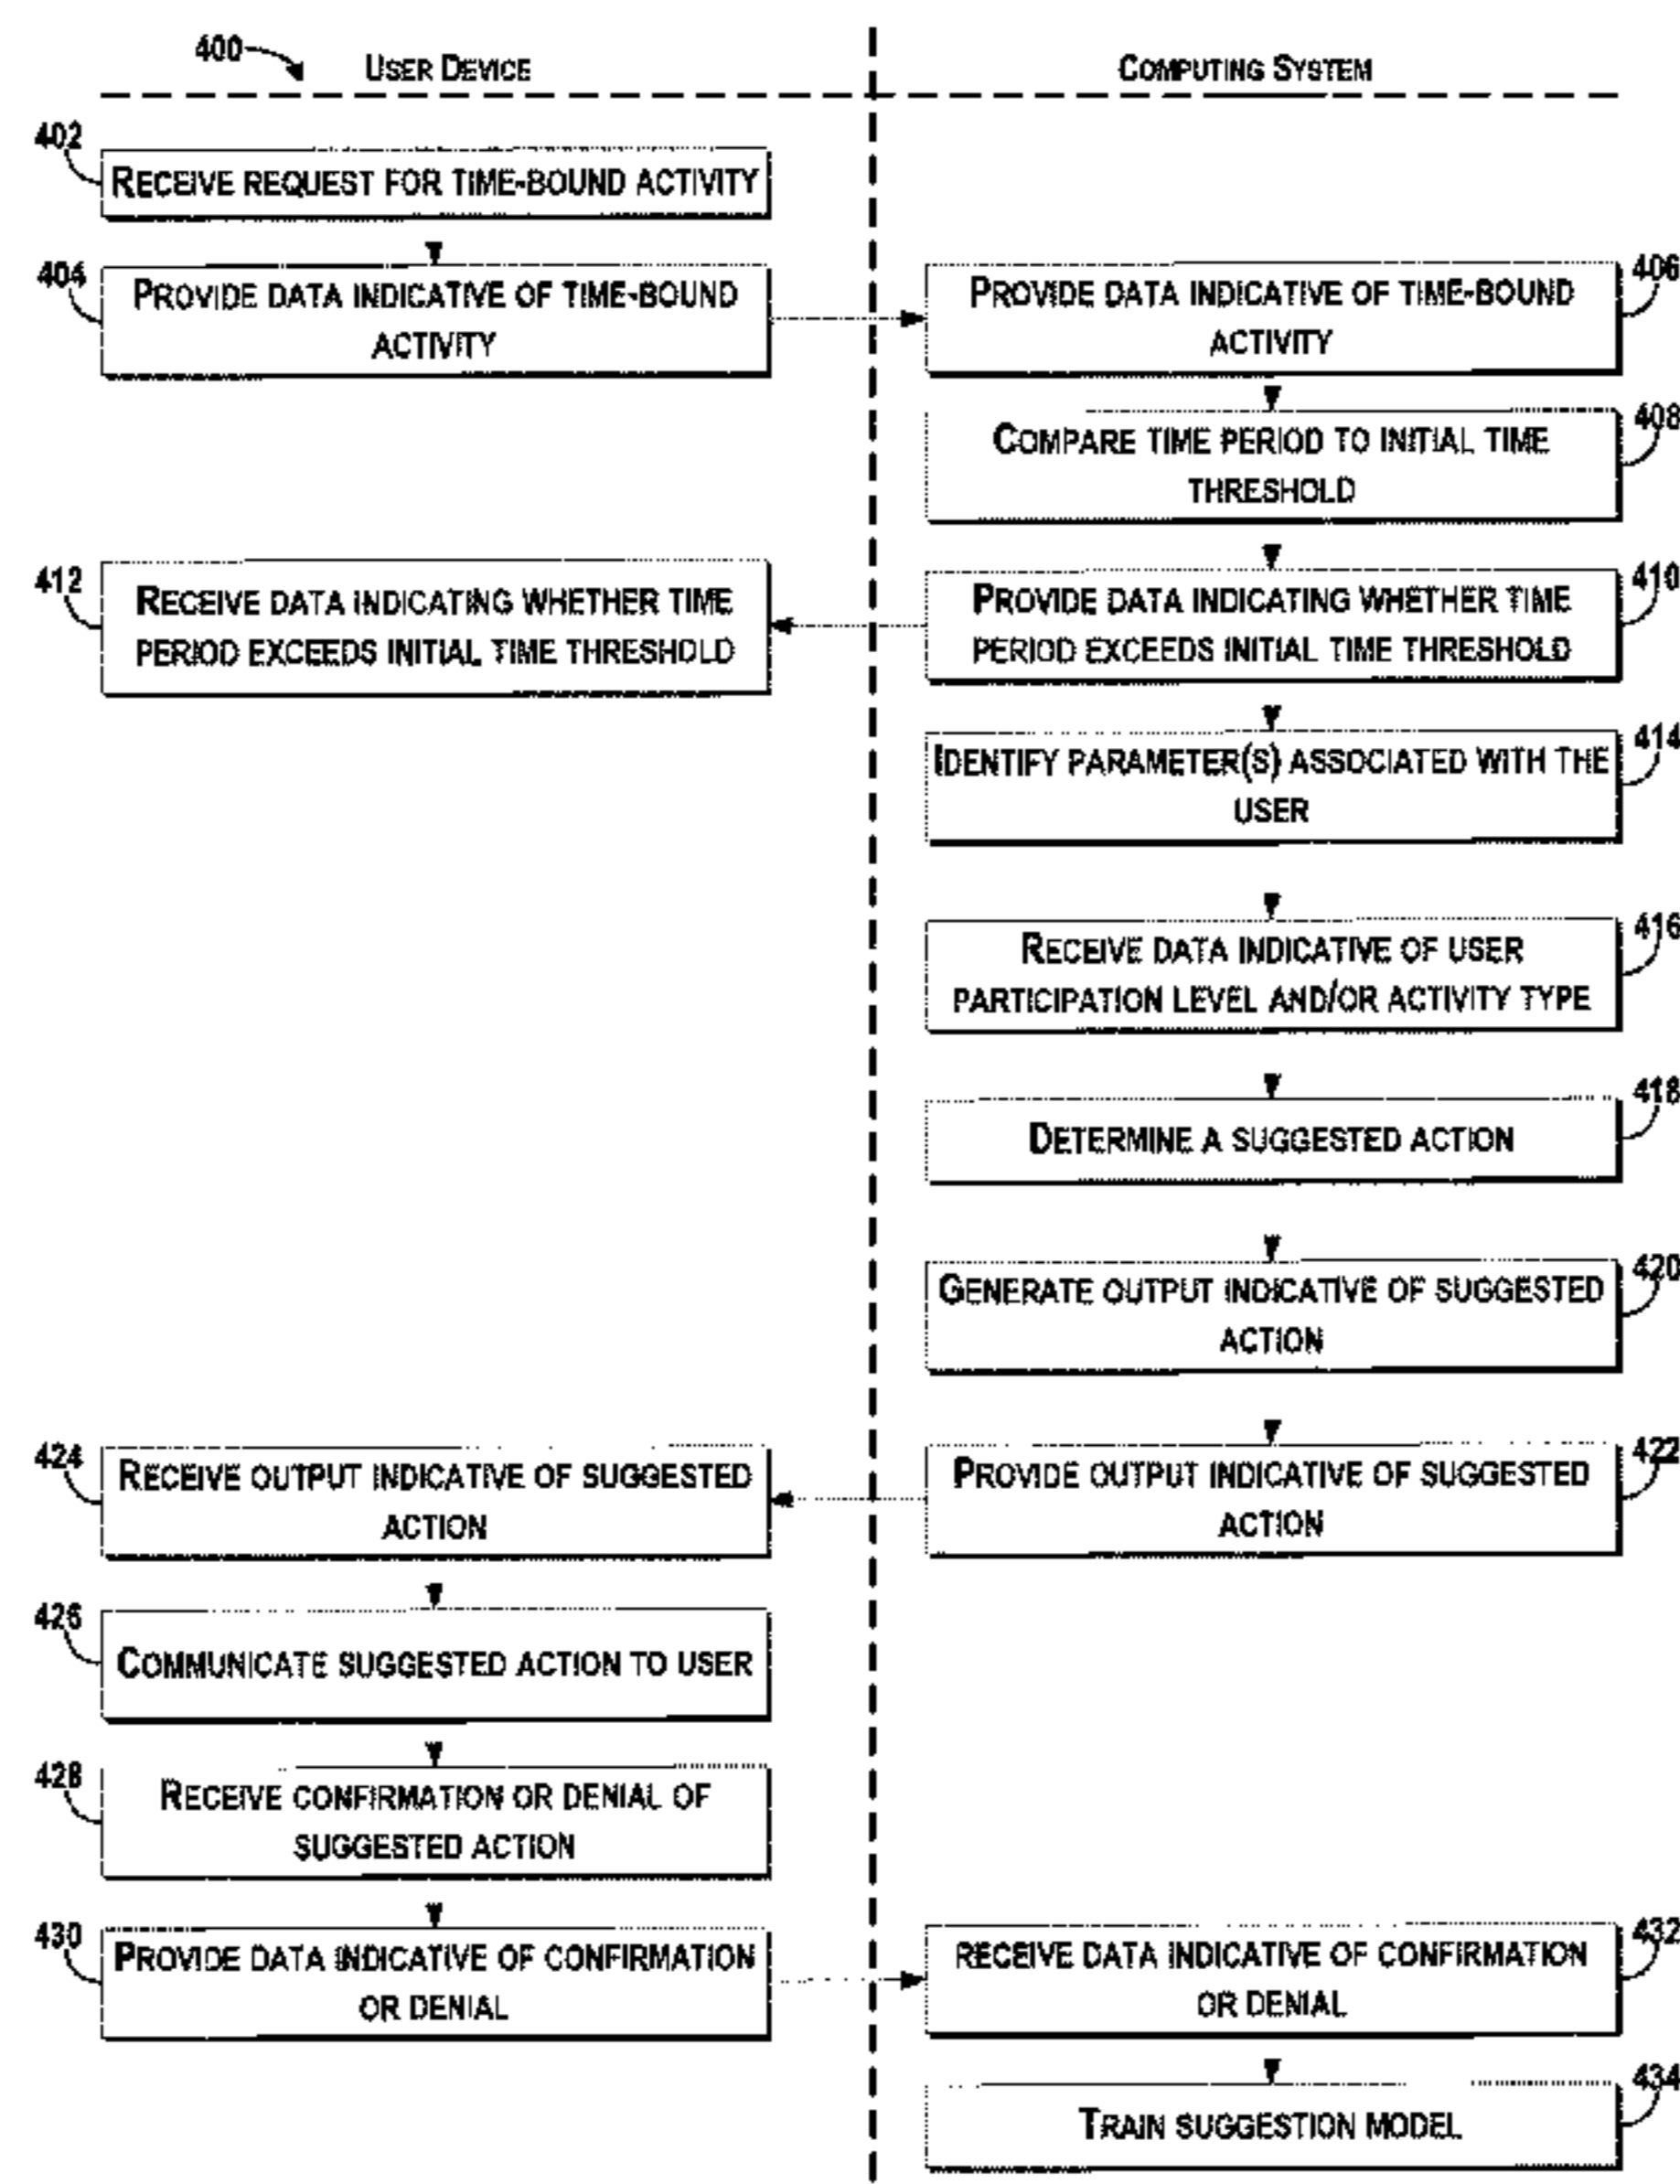 400
USER DEVICE
COMPUTING SYSTEM
402
RECEIVE REQUEST FOR TIME-BOUND ACTIVITY
404
PROVIDE DATA INDICATIVE OF TIME-BOUND
ACTIVITY
406
PROVIDE DATA INDICATIVE OF TIME-BOUND
ACTIVITY
408
COMPARE TIME PERIOD TO INITIAL TIME
THRESHOLD
410
PROVIDE DATA INDICATING WHETHER TIME
PERIOD EXCEEDS INITIAL TIME THRESHOLD
412
RECEIVE DATA INDICATING WHETHER TIME
PERIOD EXCEEDS INITIAL TIME THRESHOLD
414
IDENTIFY PARAMETER(S) ASSOCIATED WITH THE
USER
416
RECEIVE DATA INDICATIVE OF USER
PARTICIPATION LEVEL AND/OR ACTIVITY TYPE
418
DETERMINE A SUGGESTED ACTION
420
GENERATE OUTPUT INDICATIVE OF SUGGESTED
ACTION
422
PROVIDE OUTPUT INDICATIVE OF SUGGESTED
ACTION
424
RECEIVE OUTPUT INDICATIVE OF SUGGESTED
ACTION
426
COMMUNICATE SUGGESTED ACTION TO USER
428
RECEIVE CONFIRMATION OR DENIAL OF
SUGGESTED ACTION
430
PROVIDE DATA INDICATIVE OF CONFIRMATION
OR DENIAL
432
RECEIVE DATA INDICATIVE OF CONFIRMATION
OR DENIAL
434
TRAIN SUGGESTION MODEL